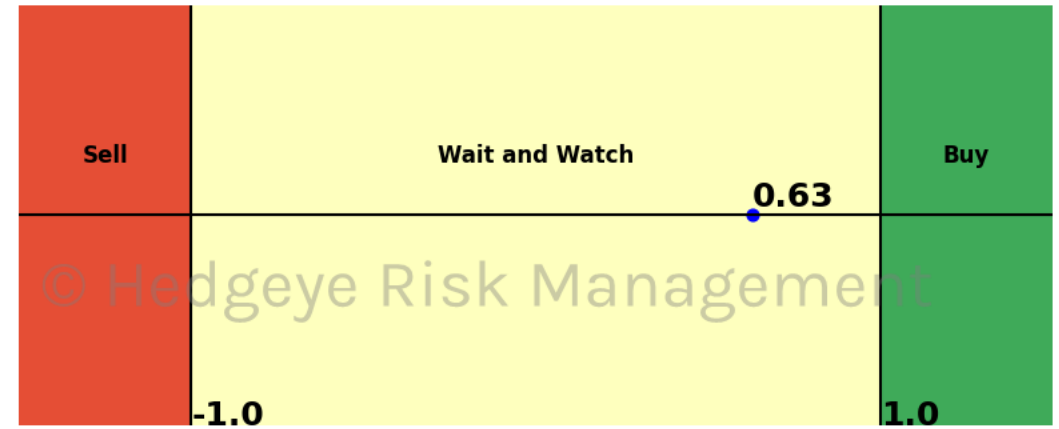 Sell
Wait and Watch
Buy
0.63
© Hedgeye Risk Management
-1.0
1.0